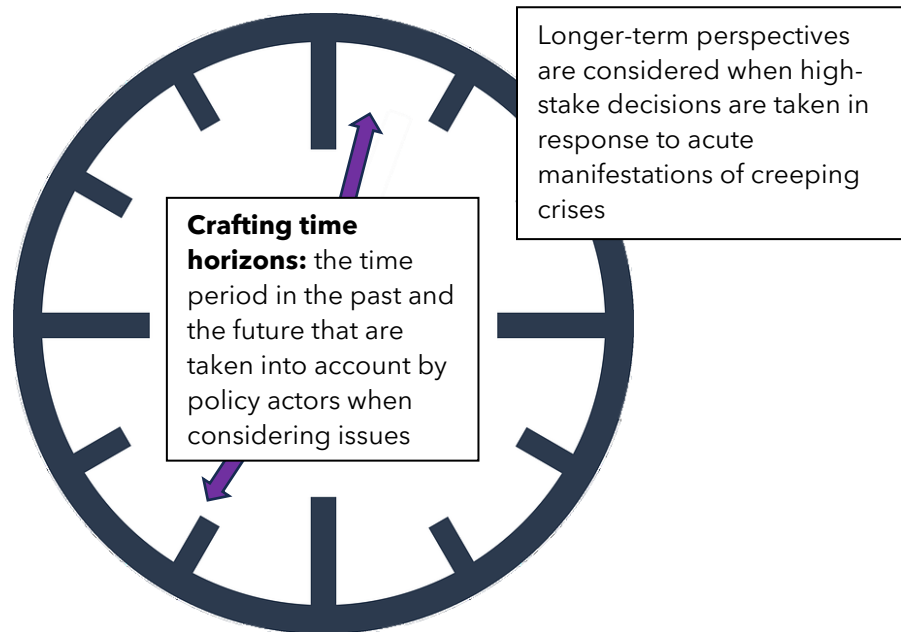 Longer-term perspectives
are considered when high-
stake decisions are taken in
response to acute
manifestations of creeping
crises
Crafting time
horizons: the time
period in the past and
the future that are
taken into account by
policy actors when
considering issues